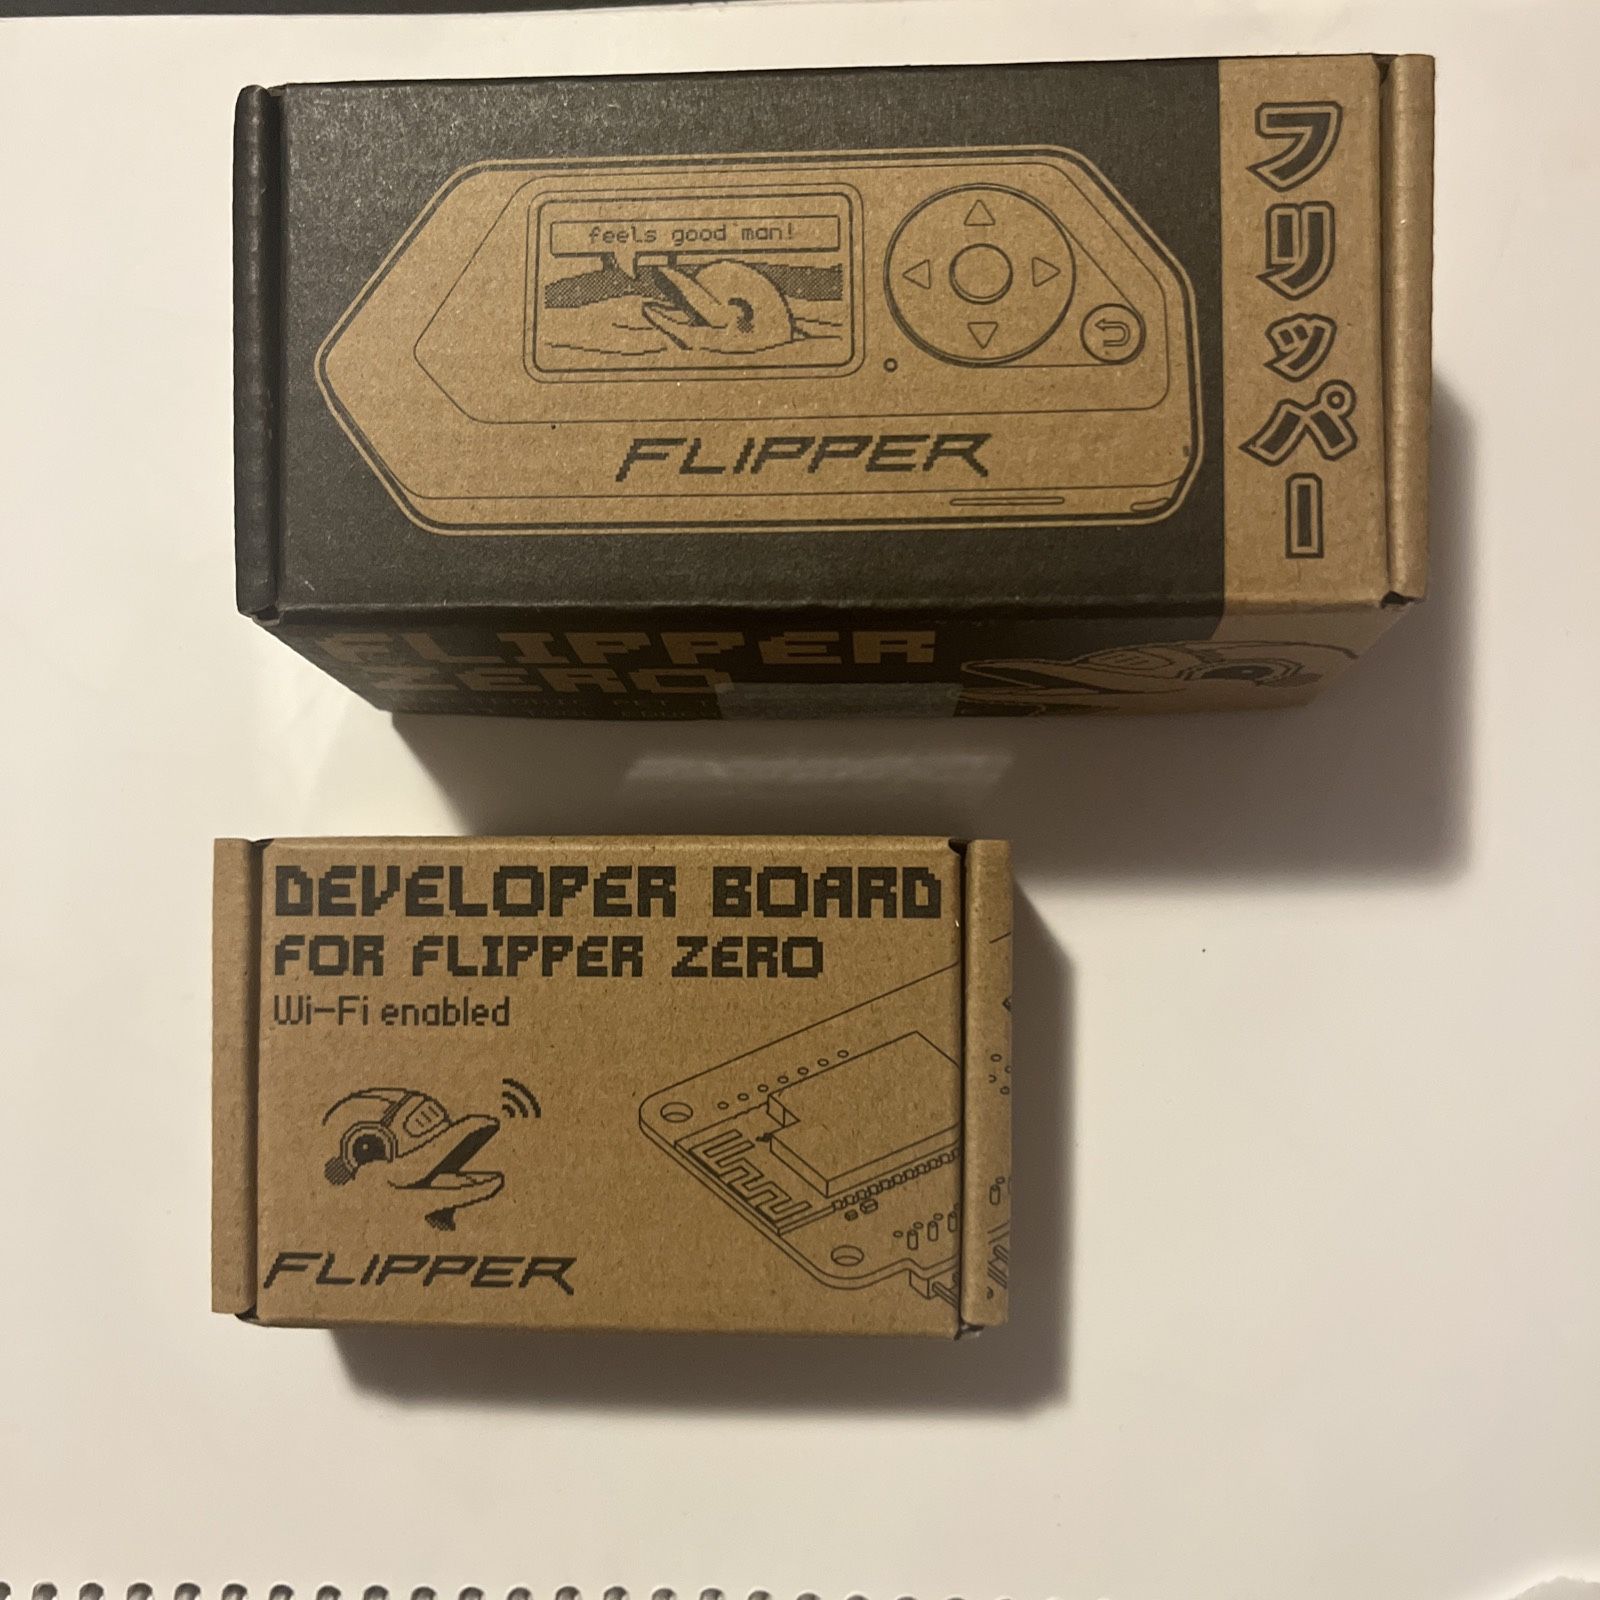 feels good man!
FLIPPER
フリッパー
FLIPPER
ZERO
DEVELOPER BOARD
FOR FLIPPER ZERO
Wi-Fi enabled
FLIPPER